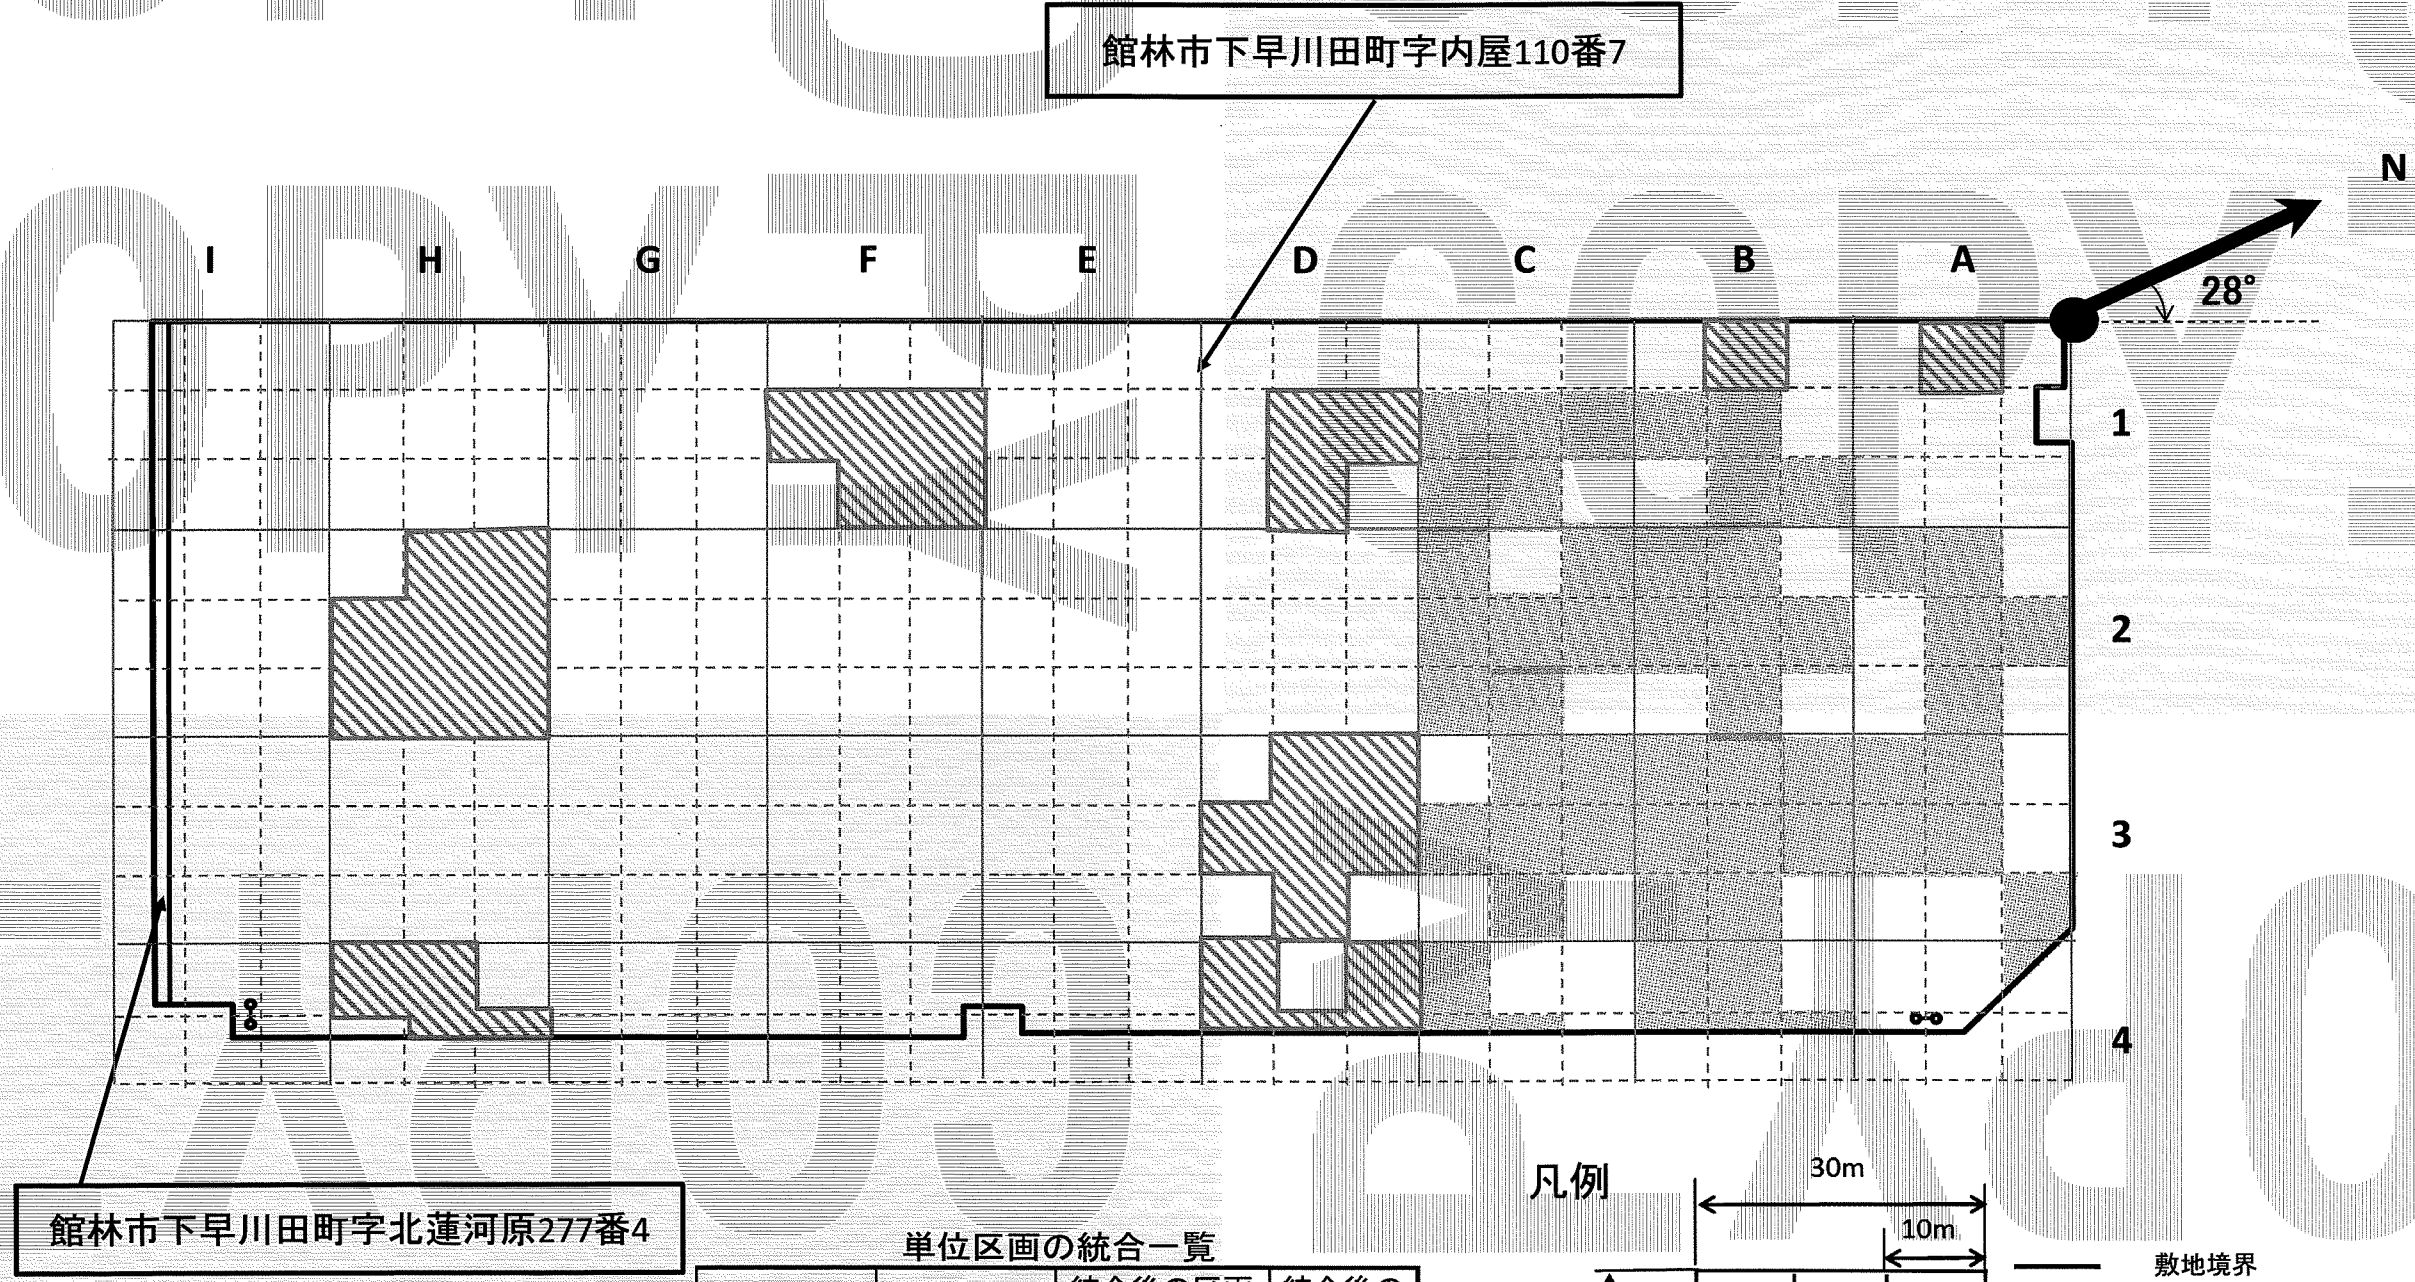 館林市下早川田町字内屋110番7
N
I H G F E D C B A
28°
1
2
3
4
凡例
30m
10m
館林市下早川田町字北蓮河原277番4
単位区画の統合一覧
敷地境界
COPY